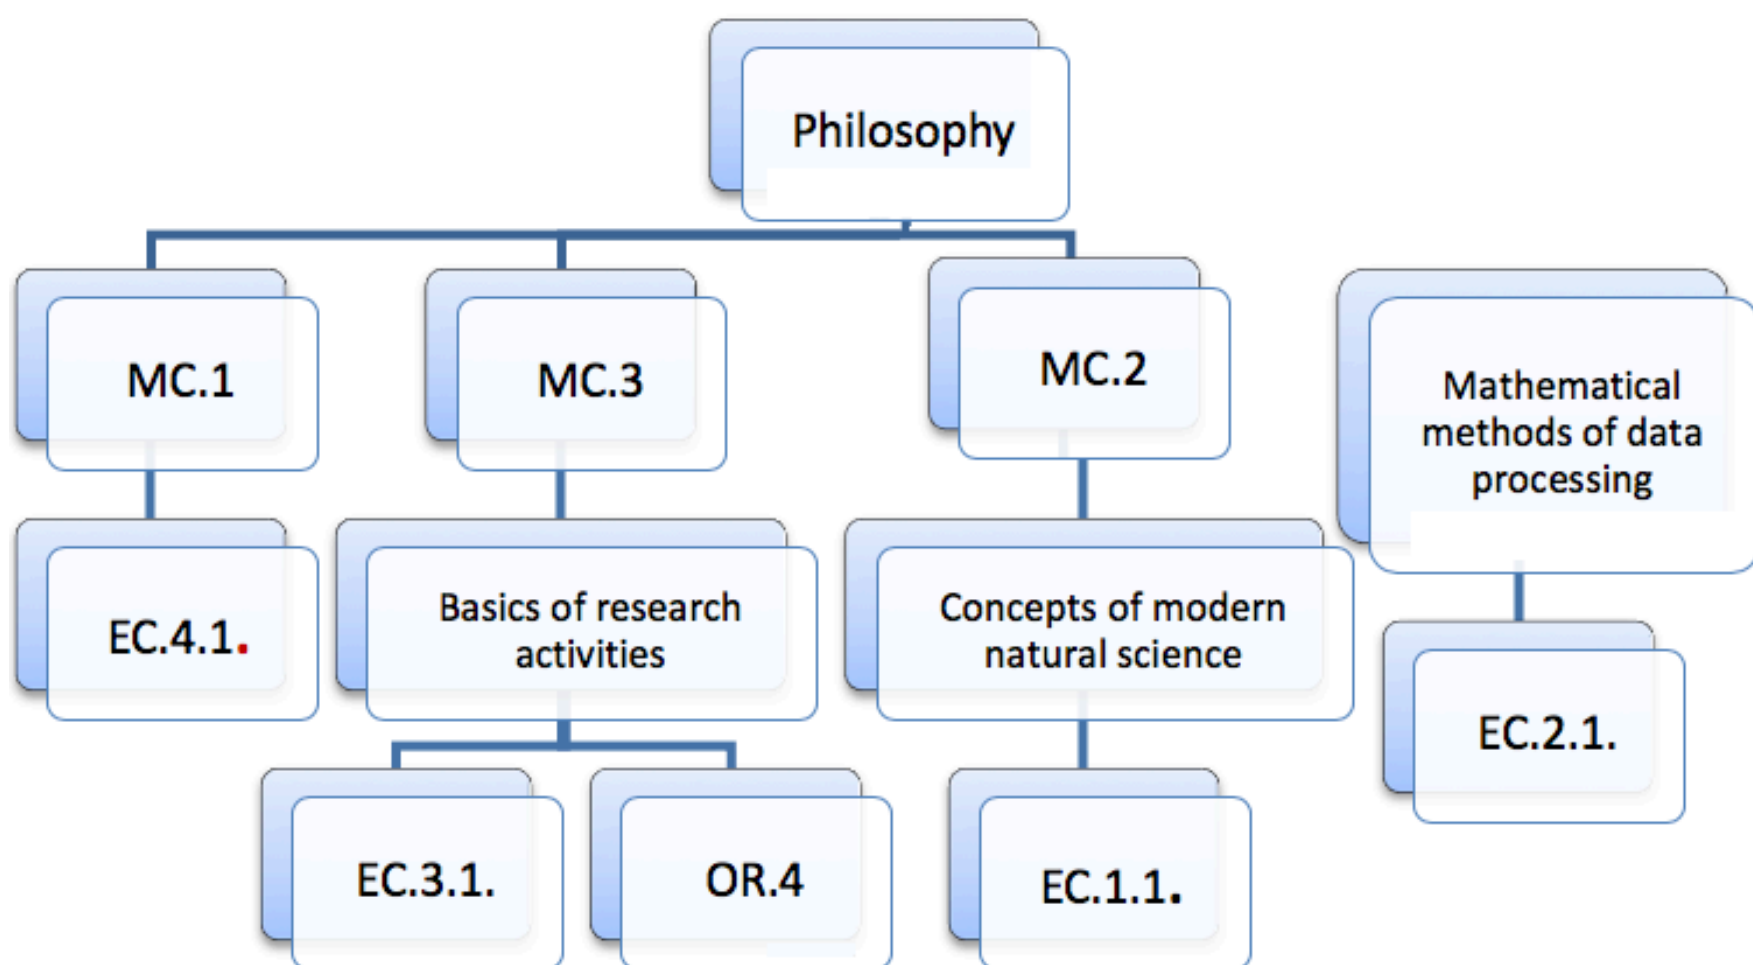 Philosophy
MC.1
MC.3
MC.2
Mathematical
methods of data
processing
EC.4.1.
Basics of research
activities
Concepts of modern
natural science
EC.2.1.
EC.3.1.
OR.4
EC.1.1.